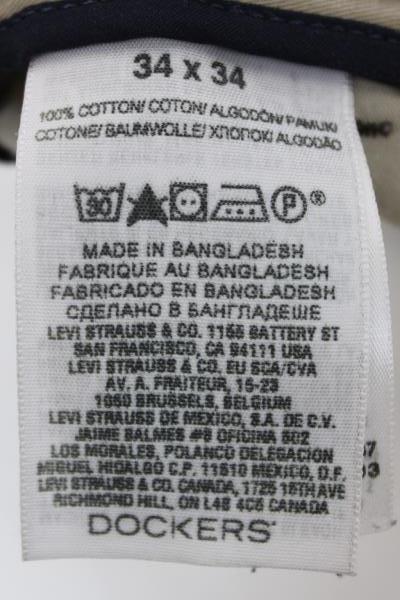 34 x 34
100% COTTON/ COTON/ ALGODÓN/ PAMUK/
COTONE/ BAUMWOLLE/ ХЛОПОК/ ALGODÃO
30 P ®
MADE IN BANGLADESH
FABRIQUE AU BANGLADESH
FABRICADO EN BANGLADESH
СДЕЛАНО В БАНГЛАДЕШЕ
LEVI STRAUSS & CO. 1155 BATTERY ST
SAN FRANCISCO, CA 94111 USA
LEVI STRAUSS & CO. EU SCA/CVA
AV. A. FRAITEUR, 15-23
1050 BRUSSELS, BELGIUM
LEVI STRAUSS DE MEXICO, S.A. DE C.V.
JAIME BALMES #8 OFICINA 602
LOS MORALES, POLANCO DELEGACION
MIGUEL HIDALGO C.P. 11510 MEXICO, D.F.
LEVI STRAUSS & CO. CANADA, 1725 16TH AVE
RICHMOND HILL, ON L4B 4C6 CANADA
DOCKERS®